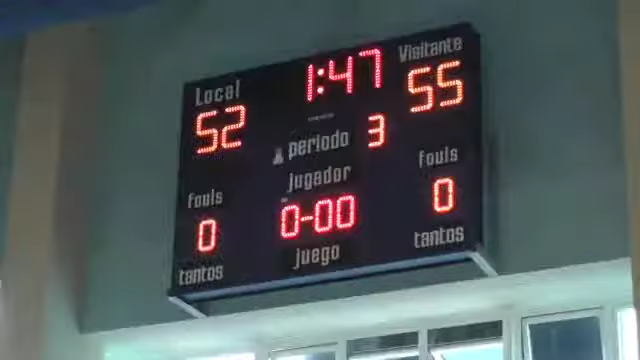 Local 1:47 Visitante
52 55
periodo 3
jugador
fouls 0-00 fouls
0 0
tantos juego tantos